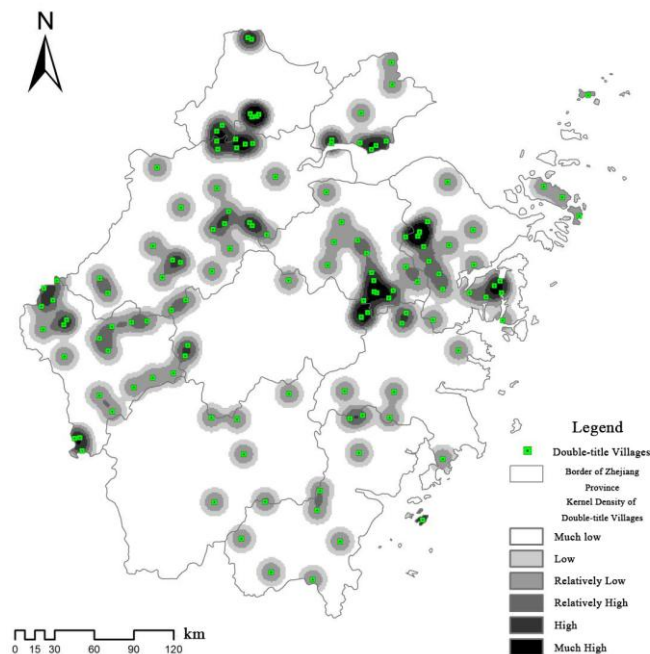 N
Legend
Double-title Villages
Border of Zhejiang
Province
Kernel Density of
Double-title Villages
Much low
Low
Relatively Low
Relatively High
High
Much High
km
0 15 30 60 90 120